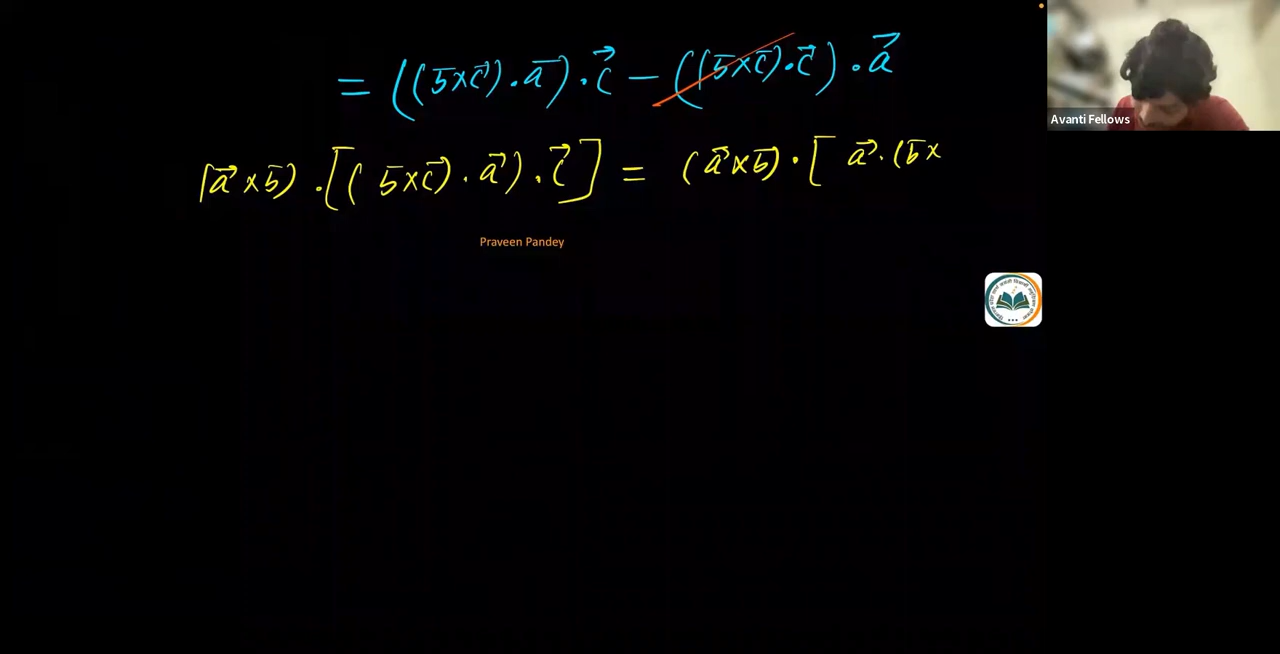 = ((b̄×c⃗)·ā)·c⃗ − ((b̄×c̄)·c̄)·a⃗
Avanti Fellows
(a⃗×b̄)·[(b̄×c̄)·a⃗)·c⃗] = (a⃗×b̄)·[a⃗·(b̄×
Praveen Pandey